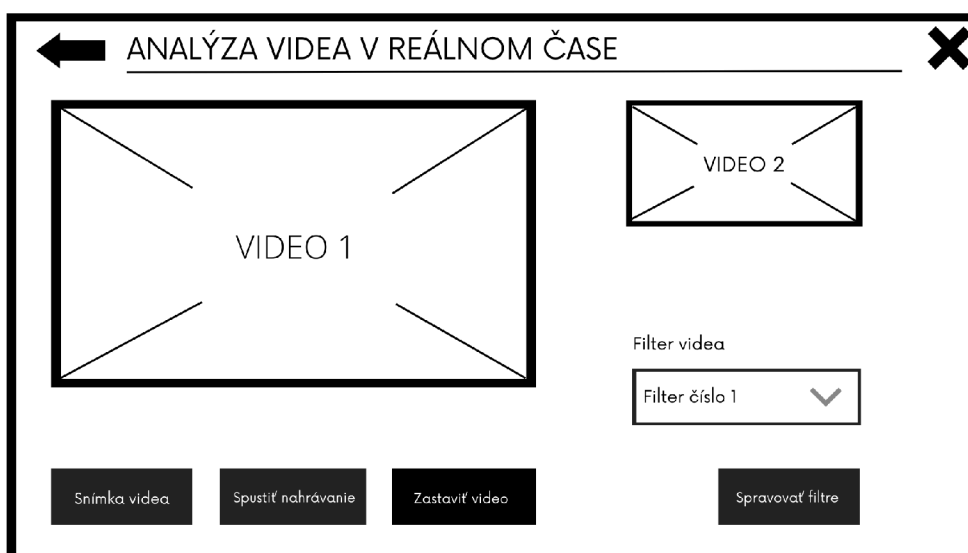 ANALÝZA VIDEA V REÁLNOM ČASE
VIDEO 1
VIDEO 2
Filter videa
Filter číslo 1
Snímka videa
Spustiť nahrávanie
Zastaviť video
Spravovať filtre